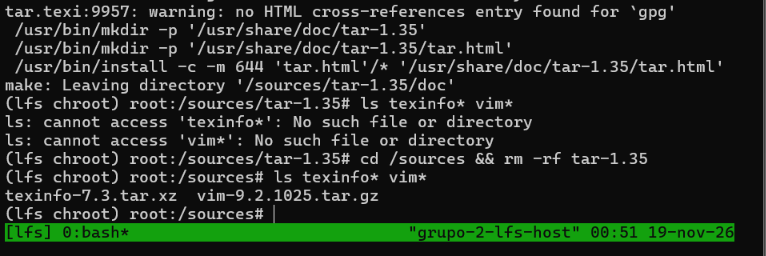 tar.texi:9957: warning: no HTML cross-references entry found for `gpg'
 /usr/bin/mkdir -p '/usr/share/doc/tar-1.35'
 /usr/bin/mkdir -p '/usr/share/doc/tar-1.35/tar.html'
 /usr/bin/install -c -m 644 'tar.html'/* '/usr/share/doc/tar-1.35/tar.html'
make: Leaving directory '/sources/tar-1.35/doc'
(lfs chroot) root:/sources/tar-1.35# ls texinfo* vim*
ls: cannot access 'texinfo*': No such file or directory
ls: cannot access 'vim*': No such file or directory
(lfs chroot) root:/sources/tar-1.35# cd /sources && rm -rf tar-1.35
(lfs chroot) root:/sources# ls texinfo* vim*
texinfo-7.3.tar.xz  vim-9.2.1025.tar.gz
(lfs chroot) root:/sources#
[lfs] 0:bash* "grupo-2-lfs-host" 00:51 19-nov-26